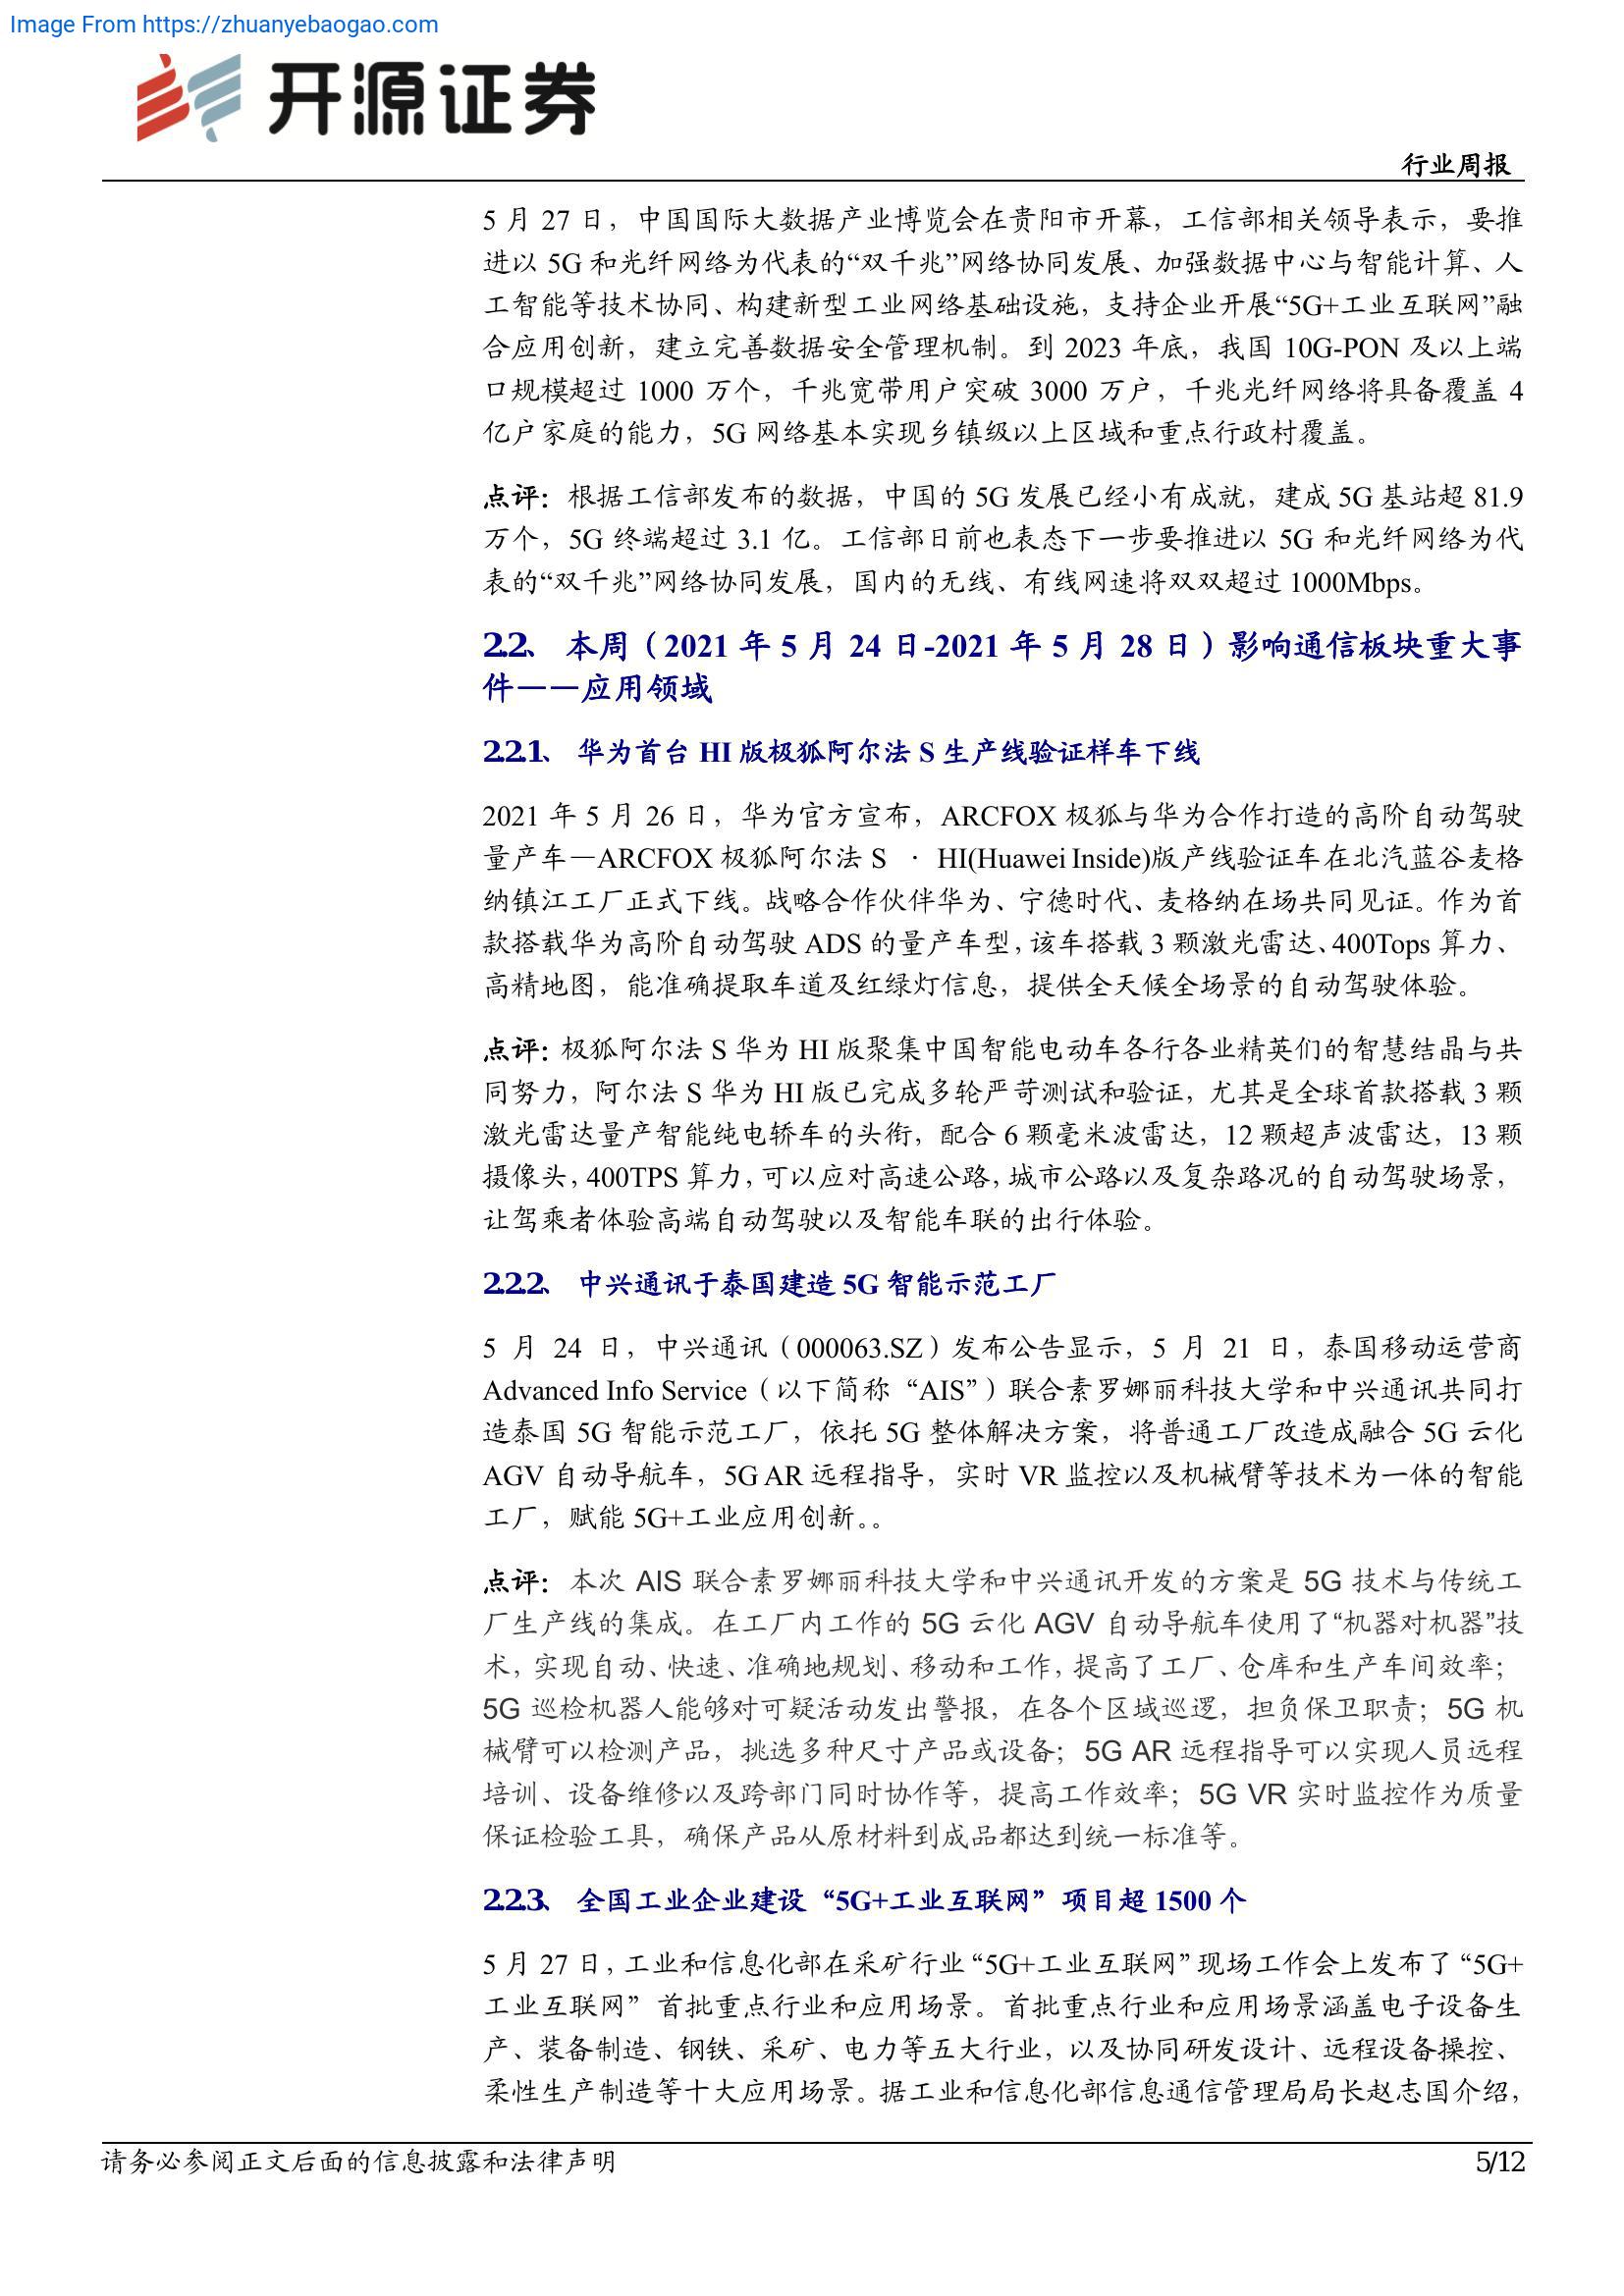 Image From https://zhuanyebaogao.com
开源证券
行业周报
5 月 27 日，中国国际大数据产业博览会在贵阳市开幕，工信部相关领导表示，要推
进以 5G 和光纤网络为代表的“双千兆”网络协同发展、加强数据中心与智能计算、人
工智能等技术协同、构建新型工业网络基础设施，支持企业开展“5G+工业互联网”融
合应用创新，建立完善数据安全管理机制。到 2023 年底，我国 10G-PON 及以上端
口规模超过 1000 万个，千兆宽带用户突破 3000 万户，千兆光纤网络将具备覆盖 4
亿户家庭的能力，5G 网络基本实现乡镇级以上区域和重点行政村覆盖。
点评：根据工信部发布的数据，中国的 5G 发展已经小有成就，建成 5G 基站超 81.9
万个，5G 终端超过 3.1 亿。工信部日前也表态下一步要推进以 5G 和光纤网络为代
表的“双千兆”网络协同发展，国内的无线、有线网速将双双超过 1000Mbps。
2.2、 本周（2021 年 5 月 24 日-2021 年 5 月 28 日）影响通信板块重大事
件——应用领域
2.2.1、 华为首台 HI 版极狐阿尔法 S 生产线验证样车下线
2021 年 5 月 26 日，华为官方宣布，ARCFOX 极狐与华为合作打造的高阶自动驾驶
量产车—ARCFOX 极狐阿尔法 S · HI(Huawei Inside)版产线验证车在北汽蓝谷麦格
纳镇江工厂正式下线。战略合作伙伴华为、宁德时代、麦格纳在场共同见证。作为首
款搭载华为高阶自动驾驶 ADS 的量产车型，该车搭载 3 颗激光雷达、400Tops 算力、
高精地图，能准确提取车道及红绿灯信息，提供全天候全场景的自动驾驶体验。
点评：极狐阿尔法 S 华为 HI 版聚集中国智能电动车各行各业精英们的智慧结晶与共
同努力，阿尔法 S 华为 HI 版已完成多轮严苛测试和验证，尤其是全球首款搭载 3 颗
激光雷达量产智能纯电轿车的头衔，配合 6 颗毫米波雷达，12 颗超声波雷达，13 颗
摄像头，400TPS 算力，可以应对高速公路，城市公路以及复杂路况的自动驾驶场景，
让驾乘者体验高端自动驾驶以及智能车联的出行体验。
2.2.2、 中兴通讯于泰国建造 5G 智能示范工厂
5 月 24 日，中兴通讯（000063.SZ）发布公告显示，5 月 21 日，泰国移动运营商
Advanced Info Service（以下简称“AIS”）联合素罗娜丽科技大学和中兴通讯共同打
造泰国 5G 智能示范工厂，依托 5G 整体解决方案，将普通工厂改造成融合 5G 云化
AGV 自动导航车，5G AR 远程指导，实时 VR 监控以及机械臂等技术为一体的智能
工厂，赋能 5G+工业应用创新。。
点评：本次 AIS 联合素罗娜丽科技大学和中兴通讯开发的方案是 5G 技术与传统工
厂生产线的集成。在工厂内工作的 5G 云化 AGV 自动导航车使用了“机器对机器”技
术，实现自动、快速、准确地规划、移动和工作，提高了工厂、仓库和生产车间效率；
5G 巡检机器人能够对可疑活动发出警报，在各个区域巡逻，担负保卫职责；5G 机
械臂可以检测产品，挑选多种尺寸产品或设备；5G AR 远程指导可以实现人员远程
培训、设备维修以及跨部门同时协作等，提高工作效率；5G VR 实时监控作为质量
保证检验工具，确保产品从原材料到成品都达到统一标准等。
2.2.3、 全国工业企业建设“5G+工业互联网”项目超 1500 个
5 月 27 日，工业和信息化部在采矿行业“5G+工业互联网”现场工作会上发布了“5G+
工业互联网”首批重点行业和应用场景。首批重点行业和应用场景涵盖电子设备生
产、装备制造、钢铁、采矿、电力等五大行业，以及协同研发设计、远程设备操控、
柔性生产制造等十大应用场景。据工业和信息化部信息通信管理局局长赵志国介绍，
请务必参阅正文后面的信息披露和法律声明
5/12